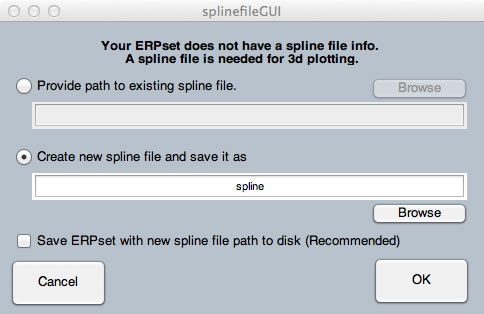 splinefileGUI
Your ERPset does not have a spline file info.
A spline file is needed for 3d plotting.
Provide path to existing spline file.
Browse
Create new spline file and save it as
spline
Browse
Save ERPset with new spline file path to disk (Recommended)
Cancel
OK